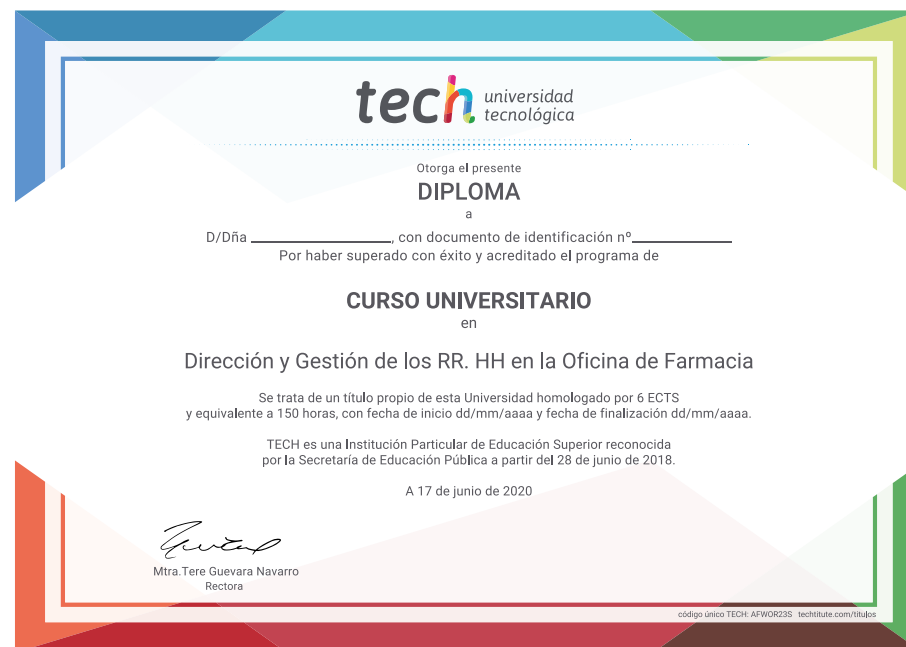 tech universidad
tecnológica
Otorga el presente
DIPLOMA
a
D/Dña ____________________, con documento de identificación nº______________
Por haber superado con éxito y acreditado el programa de
CURSO UNIVERSITARIO
en
Dirección y Gestión de los RR. HH en la Oficina de Farmacia
Se trata de un título propio de esta Universidad homologado por 6 ECTS
y equivalente a 150 horas, con fecha de inicio dd/mm/aaaa y fecha de finalización dd/mm/aaaa.
TECH es una Institución Particular de Educación Superior reconocida
por la Secretaría de Educación Pública a partir del 28 de junio de 2018.
A 17 de junio de 2020
Mtra.Tere Guevara Navarro
Rectora
código único TECH: AFWOR23S techtitute.com/titulos